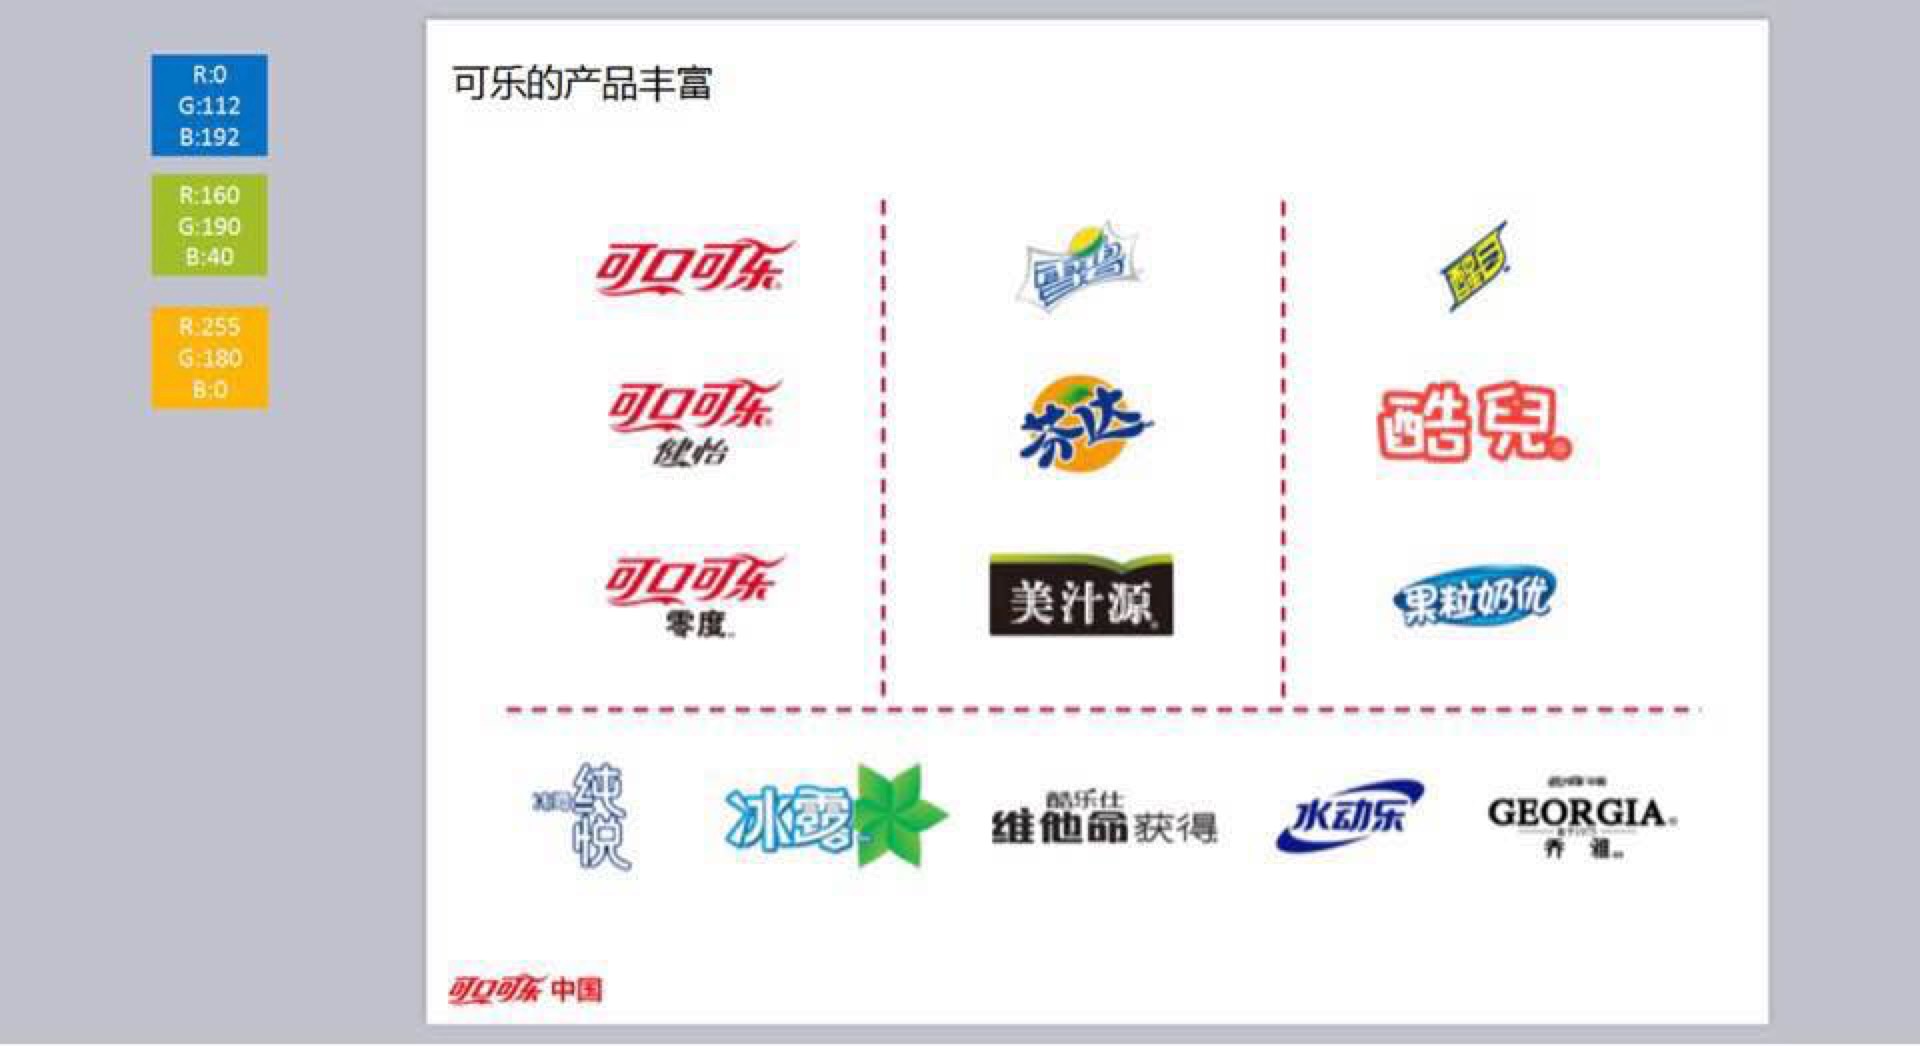 R:0
G:112
B:192
R:160
G:190
B:40
R:255
G:180
B:0
可乐的产品丰富
可口可乐
雪碧
醒目
可口可乐
健怡
芬达
酷兒
可口可乐
零度
美汁源
果粒奶优
冰露
纯悦
冰露
酷乐仕
维他命获得
水动乐
GEORGIA
乔雅
可口可乐中国